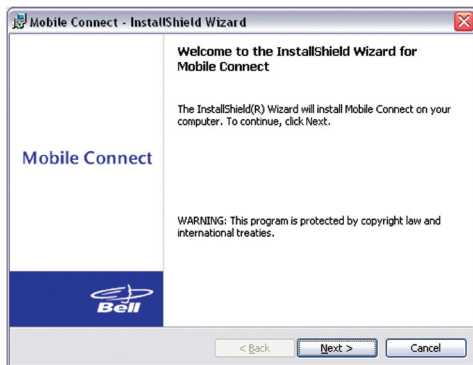 Mobile Connect - InstallShield Wizard
Welcome to the InstallShield Wizard for
Mobile Connect
The InstallShield(R) Wizard will install Mobile Connect on your
computer. To continue, click Next.
Mobile Connect
WARNING: This program is protected by copyright law and
international treaties.
Bell
< Back
Next >
Cancel